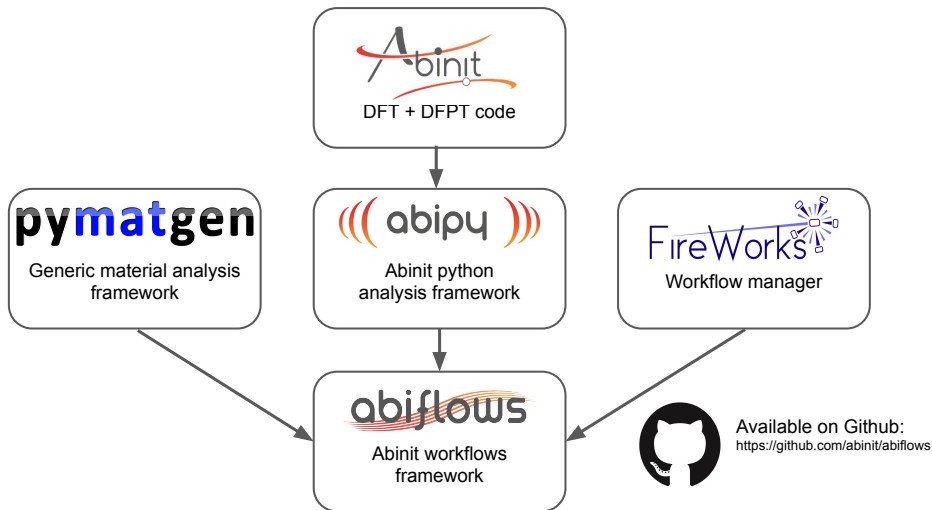 Abinit
DFT + DFPT code
pymatgen
Generic material analysis
framework
abipy
Abinit python
analysis framework
FireWorks
Workflow manager
abiflows
Abinit workflows
framework
Available on Github:
https://github.com/abinit/abiflows